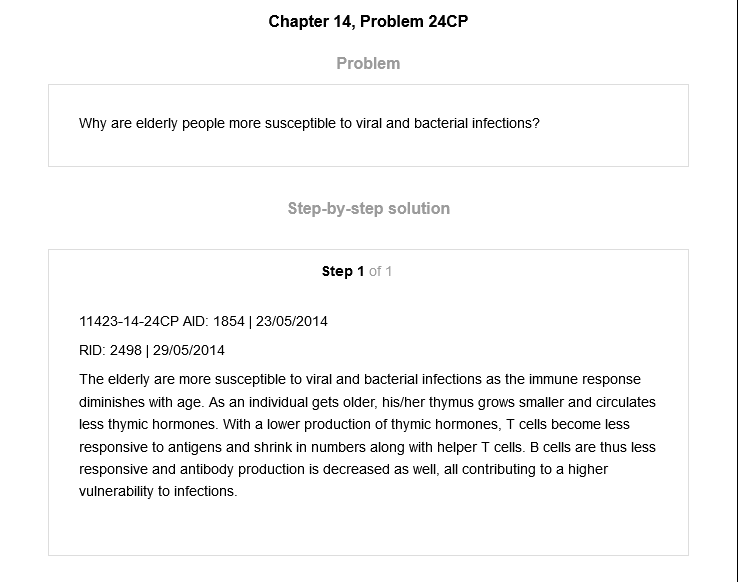 Chapter 14, Problem 24CP
Problem
Why are elderly people more susceptible to viral and bacterial infections?
Step-by-step solution
Step 1 of 1
11423-14-24CP AID: 1854 | 23/05/2014
RID: 2498 | 29/05/2014
The elderly are more susceptible to viral and bacterial infections as the immune response
diminishes with age. As an individual gets older, his/her thymus grows smaller and circulates
less thymic hormones. With a lower production of thymic hormones, T cells become less
responsive to antigens and shrink in numbers along with helper T cells. B cells are thus less
responsive and antibody production is decreased as well, all contributing to a higher
vulnerability to infections.